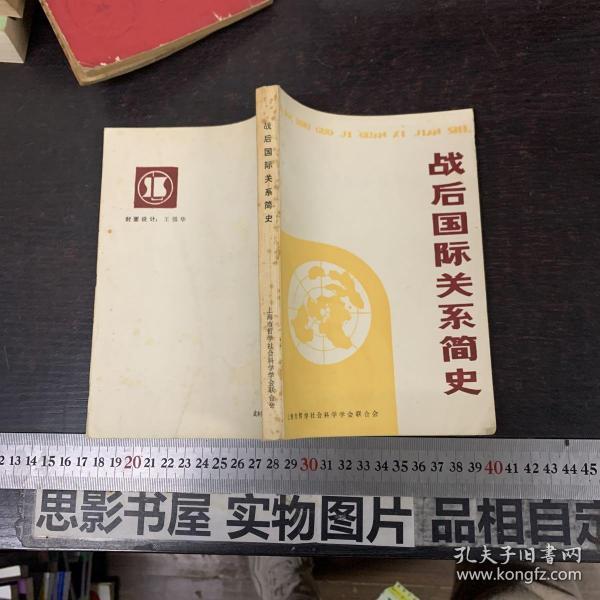 ZHAN HOU GUO JI GUAN XI JIAN SHI
战后国际关系简史
上海市哲学社会科学学会联合会
战后国际关系简史
上海市哲学社会科学学会联合会
封面设计：王俊华
12 13 14 15 16 17 18 19 20 21 22 23 24 25 26 27 28 29 30 31 32 33 34 35 36 37 38 39 40 41 42 43 44 45
思影书屋 实物图片 品相自定
孔夫子旧书网
www.kongfz.com